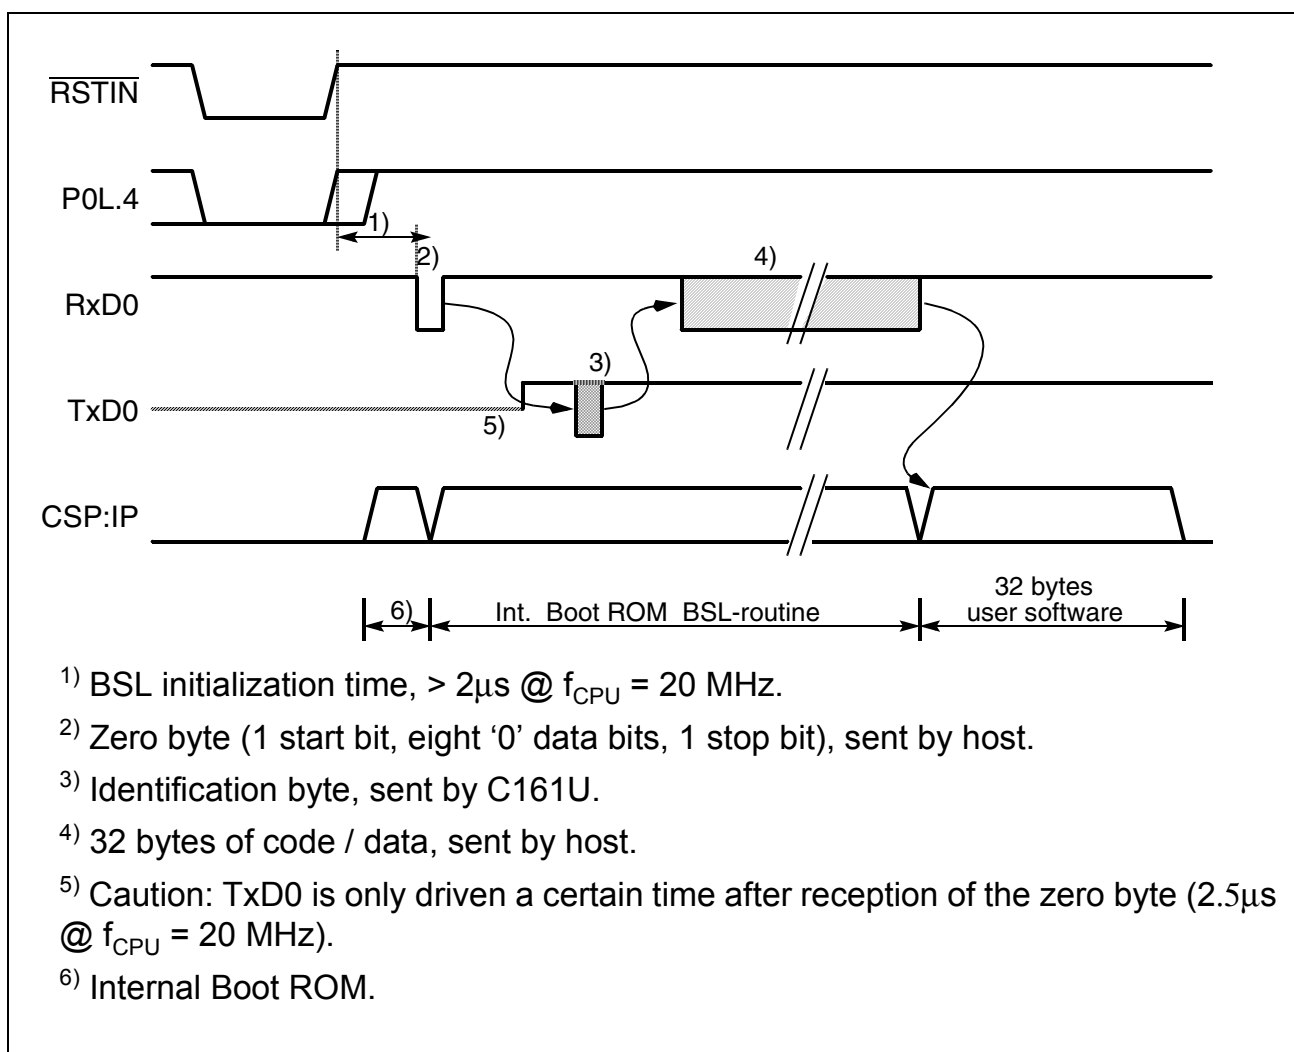 RSTIN
P0L.4
1)
2)
4)
RxD0
3)
TxD0
5)
CSP:IP
32 bytes
6)
Int. Boot ROM BSL-routine
user software
1) BSL initialization time, > 2µs @ fCPU = 20 MHz.
2) Zero byte (1 start bit, eight ‘0’ data bits, 1 stop bit), sent by host.
3) Identification byte, sent by C161U.
4) 32 bytes of code / data, sent by host.
5) Caution: TxD0 is only driven a certain time after reception of the zero byte (2.5µs
@ fCPU = 20 MHz).
6) Internal Boot ROM.